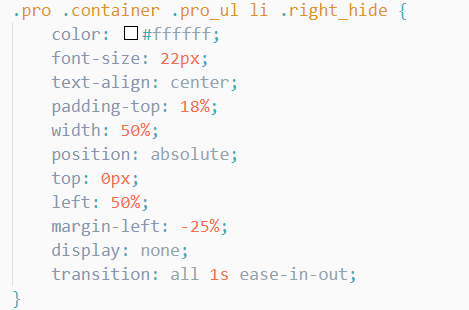 .pro .container .pro_ul li .right_hide {
color: #ffffff;
font-size: 22px;
text-align: center;
padding-top: 18%;
width: 50%;
position: absolute;
top: 0px;
left: 50%;
margin-left: -25%;
display: none;
transition: all 1s ease-in-out;
}